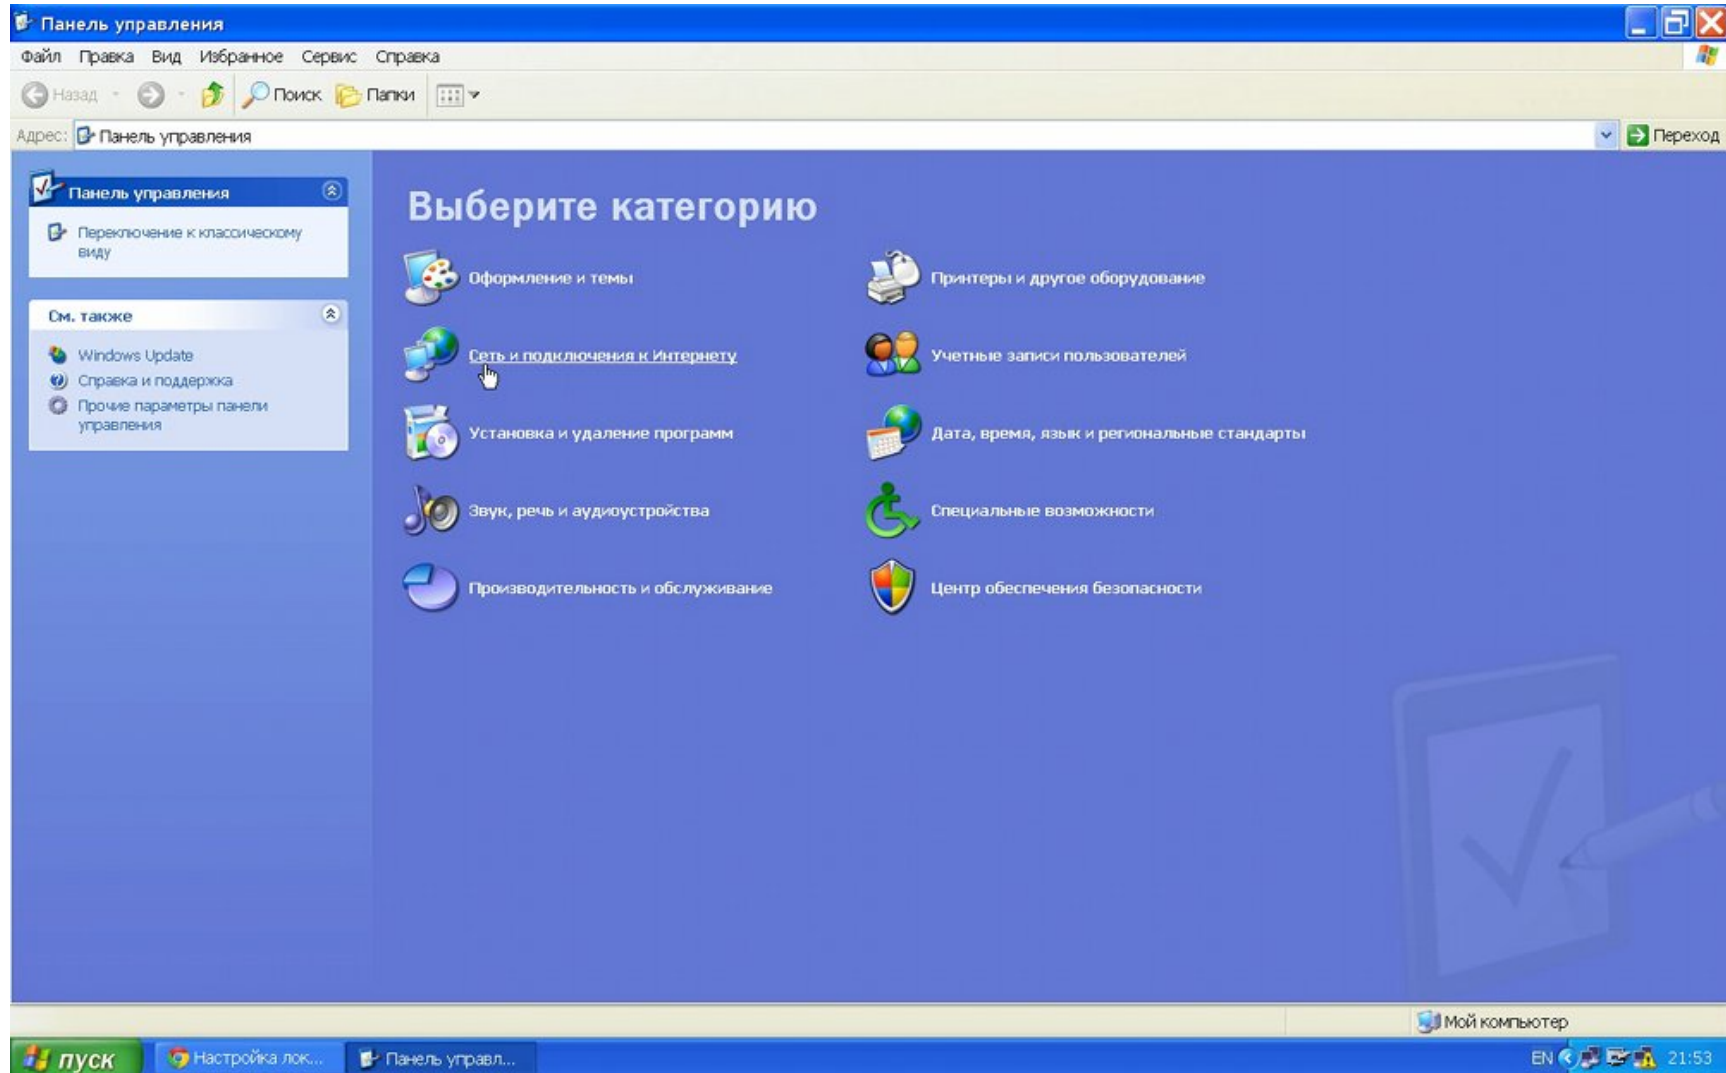 Панель управления
Файл Правка Вид Избранное Сервис Справка
Назад Поиск Папки
Адрес: Панель управления Переход
Панель управления
Переключение к классическому
виду
См. также
Windows Update
Справка и поддержка
Прочие параметры панели
управления
Выберите категорию
Оформление и темы
Принтеры и другое оборудование
Сеть и подключения к Интернету
Учетные записи пользователей
Установка и удаление программ
Дата, время, язык и региональные стандарты
Звук, речь и аудиоустройства
Специальные возможности
Производительность и обслуживание
Центр обеспечения безопасности
Мой компьютер
пуск Настройка лок... Панель управл... EN 21:53